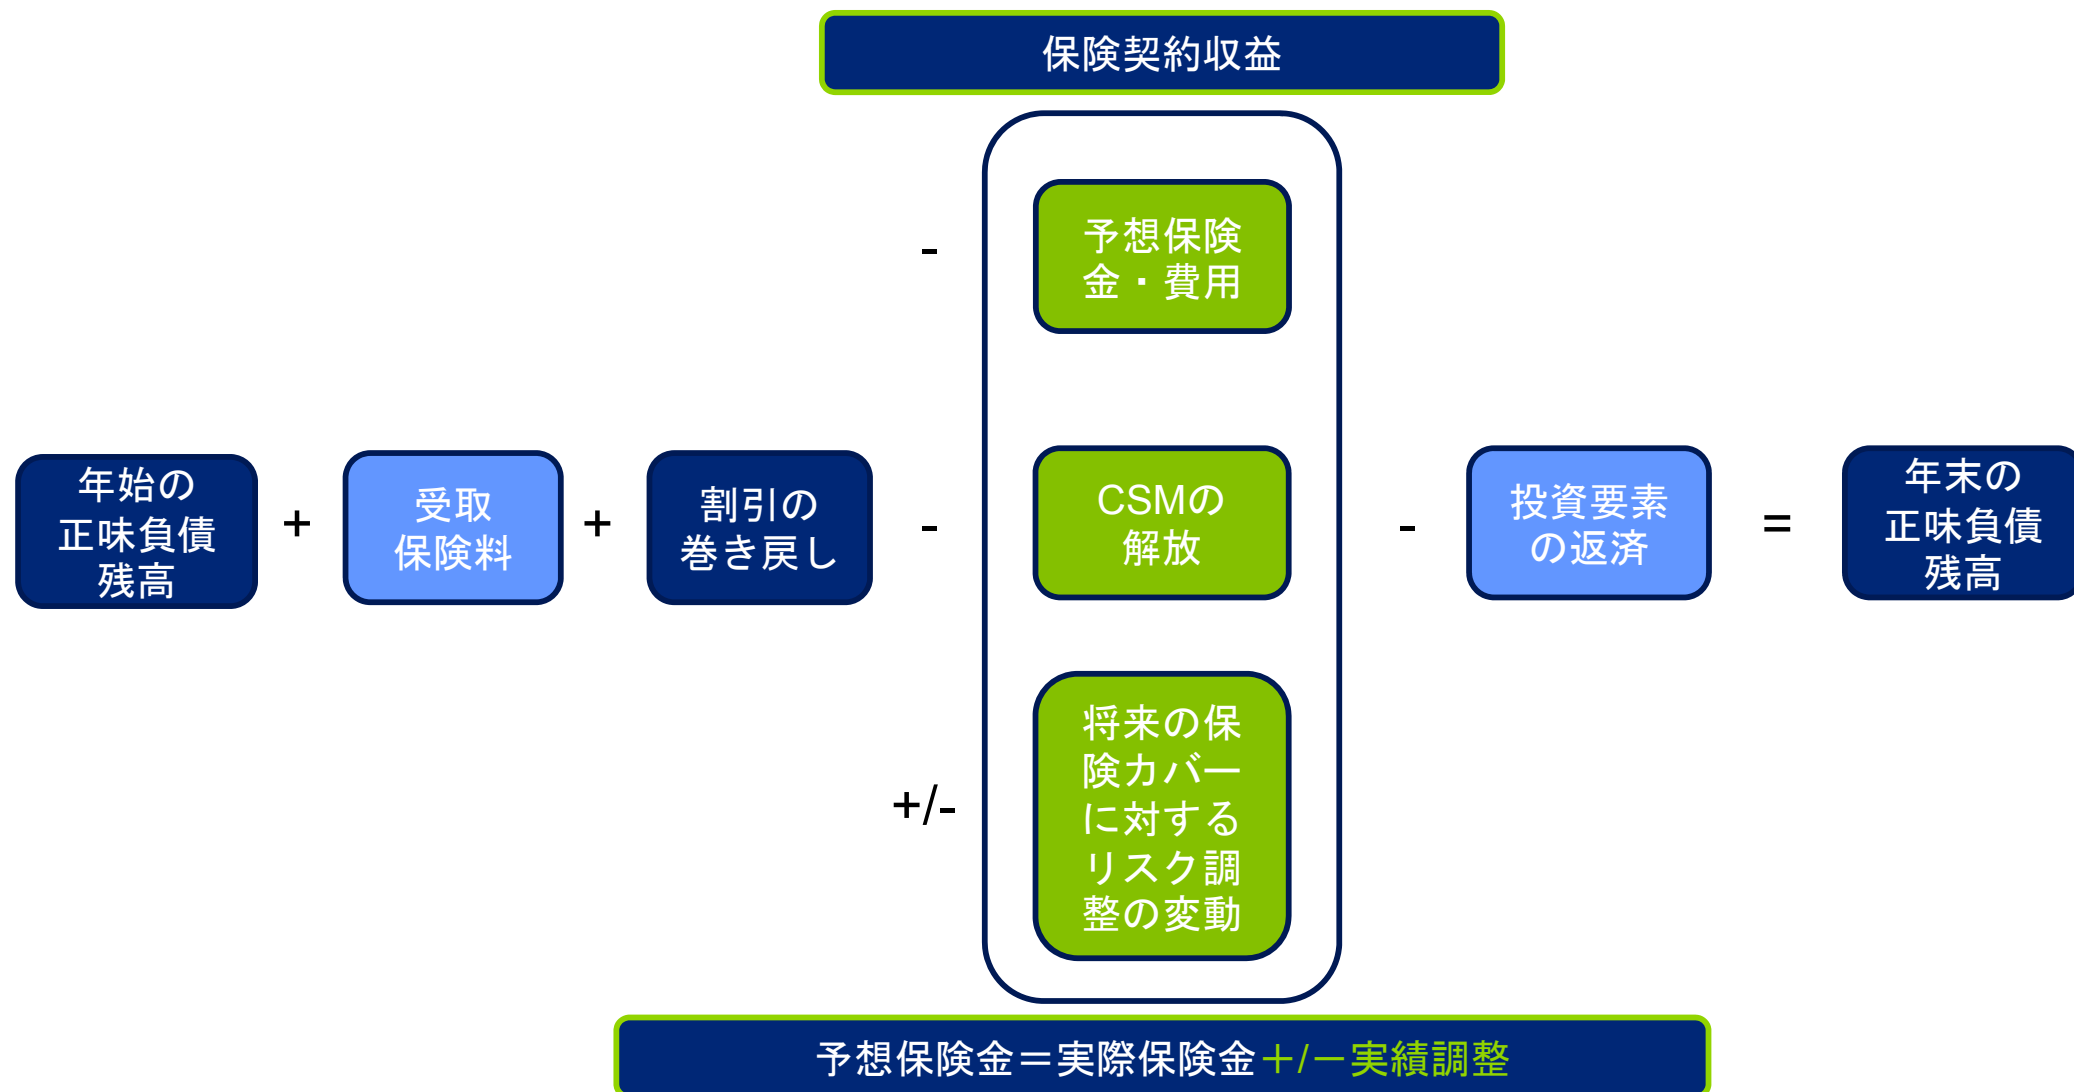 保険契約収益
-
予想保険
金・費用
年始の
正味負債
残高
+
受取
保険料
+
割引の
巻き戻し
-
CSMの
解放
-
投資要素
の返済
=
年末の
正味負債
残高
+/-
将来の保
険カバー
に対する
リスク調
整の変動
予想保険金＝実際保険金＋/－実績調整